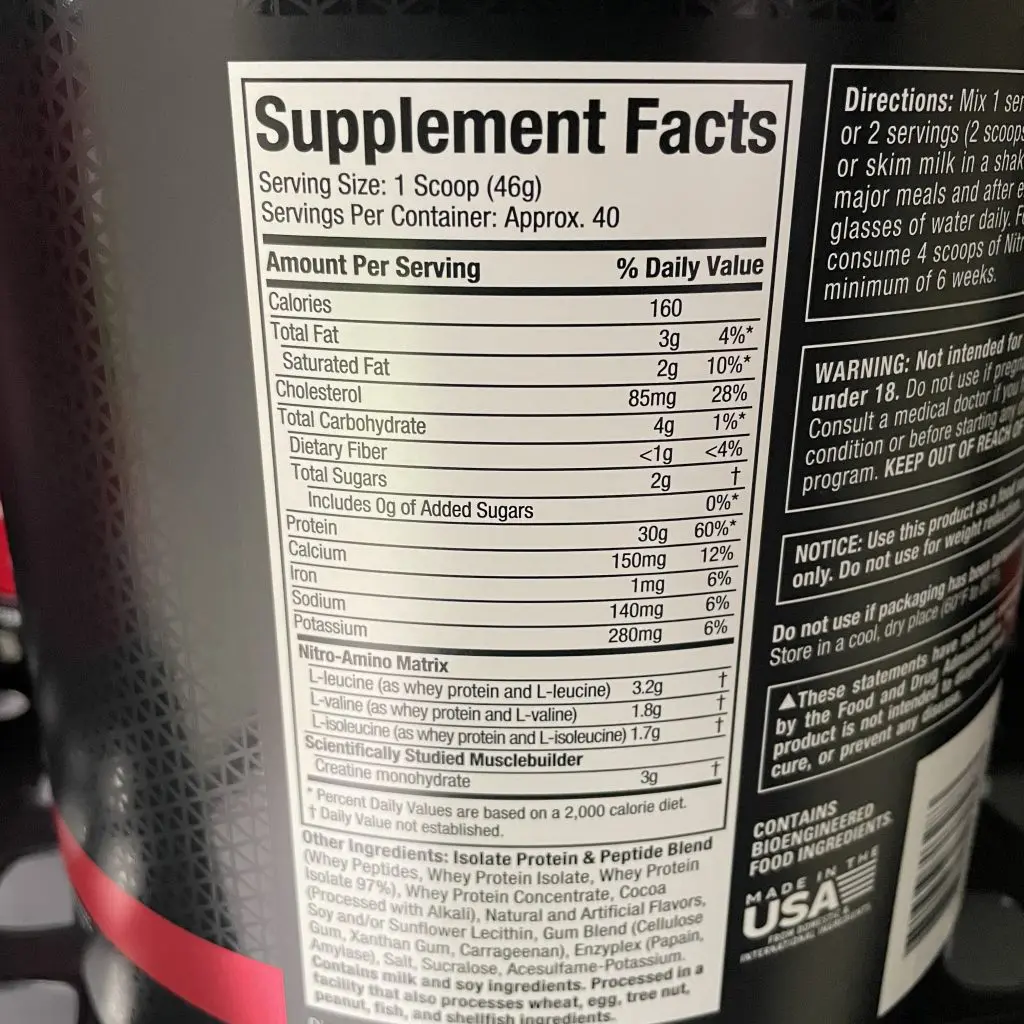 Supplement Facts
Serving Size: 1 Scoop (46g)
Servings Per Container: Approx. 40
Amount Per Serving % Daily Value
Calories 160
Total Fat 3g 4%*
Saturated Fat 2g 10%*
Cholesterol 85mg 28%
Total Carbohydrate 4g 1%*
Dietary Fiber <1g <4%
Total Sugars 2g †
Includes 0g of Added Sugars 0%*
Protein 30g 60%*
Calcium 150mg 12%
Iron 1mg 6%
Sodium 140mg 6%
Potassium 280mg 6%
Nitro-Amino Matrix
L-leucine (as whey protein and L-leucine) 3.2g †
L-valine (as whey protein and L-valine) 1.8g †
L-isoleucine (as whey protein and L-isoleucine) 1.7g †
Scientifically Studied Musclebuilder
Creatine monohydrate 3g †
* Percent Daily Values are based on a 2,000 calorie diet.
† Daily Value not established.
Other Ingredients: Isolate Protein & Peptide Blend
(Whey Peptides, Whey Protein Isolate, Whey Protein
Isolate 97%), Whey Protein Concentrate, Cocoa
(Processed with Alkali), Natural and Artificial Flavors,
Soy and/or Sunflower Lecithin, Gum Blend (Cellulose
Gum, Xanthan Gum, Carrageenan), Enzyplex (Papain,
Amylase), Salt, Sucralose, Acesulfame-Potassium.
Contains milk and soy ingredients. Processed in a
facility that also processes wheat, egg, tree nut,
peanut, fish, and shellfish ingredients.
Directions: Mix 1
or 2 servings (2
or skim milk in a
major meals and after
glasses of water daily.
consume 4 scoops of
minimum of 6 weeks.
WARNING: Not intended for
under 18. Do not use if
Consult a medical doctor if you
condition or before starting any
program. KEEP OUT OF REACH OF
NOTICE: Use this product as a food
only. Do not use for weight reduction.
Do not use if packaging has been
Store in a cool, dry place (60°F to
▲These statements have not been
by the Food and Drug
product is not intended to
cure, or prevent any disease.
CONTAINS
BIOENGINEERED
FOOD INGREDIENTS.
MADE IN THE
USA
FROM DOMESTIC &
INTERNATIONAL INGREDIENTS.